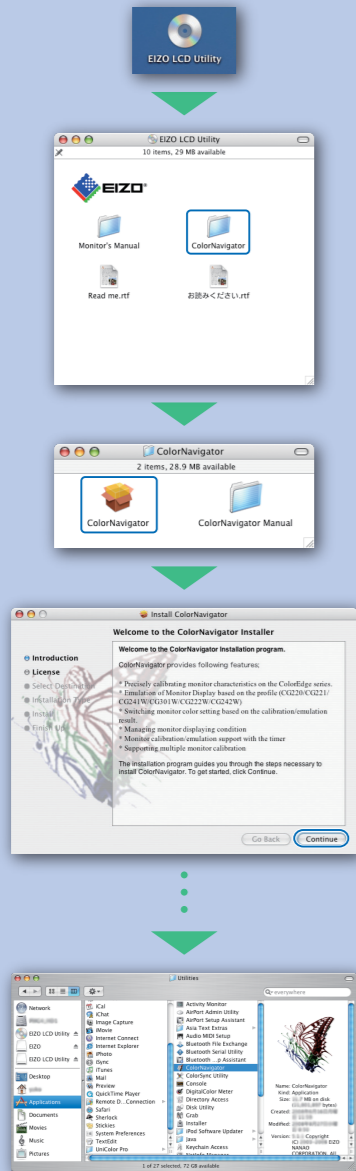 EIZO LCD Utility
EIZO LCD Utility
10 items, 29 MB available
EIZO
Monitor's Manual
ColorNavigator
Read me.rtf
お読みください.rtf
ColorNavigator
2 items, 28.9 MB available
ColorNavigator
ColorNavigator Manual
Install ColorNavigator
Welcome to the ColorNavigator Installer
Introduction
License
Select Destination
Installation Type
Install
Finish Up
Welcome to the ColorNavigator Installation program.
ColorNavigator provides following features;
* Precisely calibrating monitor characteristics on the ColorEdge series.
* Emulation of Monitor Display based on the profile (CG220/CG221/
CG241W/CG301W/CG222W/CG242W)
* Switching monitor color setting based on the calibration/emulation
result.
* Managing monitor displaying condition
* Monitor calibration/emulation support with the timer
* Supporting multiple monitor calibration
The installation program guides you through the steps necessary to
install ColorNavigator. To get started, click Continue.
Go Back
Continue
Utilities
everywhere
Network
EIZO LCD Utility
EIZO
EIZO LCD Utility
Desktop
Applications
Documents
Movies
Music
Pictures
iCal
iChat
Image Capture
iMovie
Internet Connect
Internet Explorer
iPhoto
iSync
iTunes
Mail
Preview
QuickTime Player
Remote D...Connection
Safari
Sherlock
Stickies
System Preferences
TextEdit
UniColor Pro
Activity Monitor
AirPort Admin Utility
AirPort Setup Assistant
Asia Text Extras
Audio MIDI Setup
Bluetooth File Exchange
Bluetooth Serial Utility
Bluetooth ...p Assistant
ColorNavigator
ColorSync Utility
Console
DigitalColor Meter
Directory Access
Disk Utility
Grab
Installer
iPod Software Updater
Java
Keychain Access
Name: ColorNavigator
Kind: Application
Size:
MB on disk
bytes)
Created:
Modified:
Version:
Copyright
EIZO
NANAO
CORPORATION, All
1 of 27 selected, 72 GB available